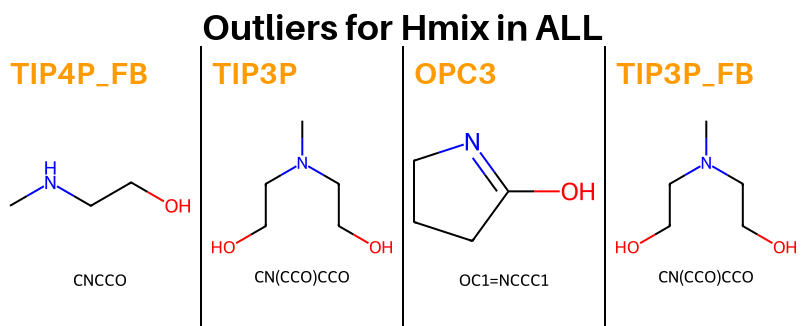 Outliers for Hmix in ALL
TIP4P_FB
TIP3P
OPC3
TIP3P_FB
H
N
OH
CNCCO
N
HO
OH
CN(CCO)CCO
N
OH
OC1=NCCC1
N
HO
OH
CN(CCO)CCO